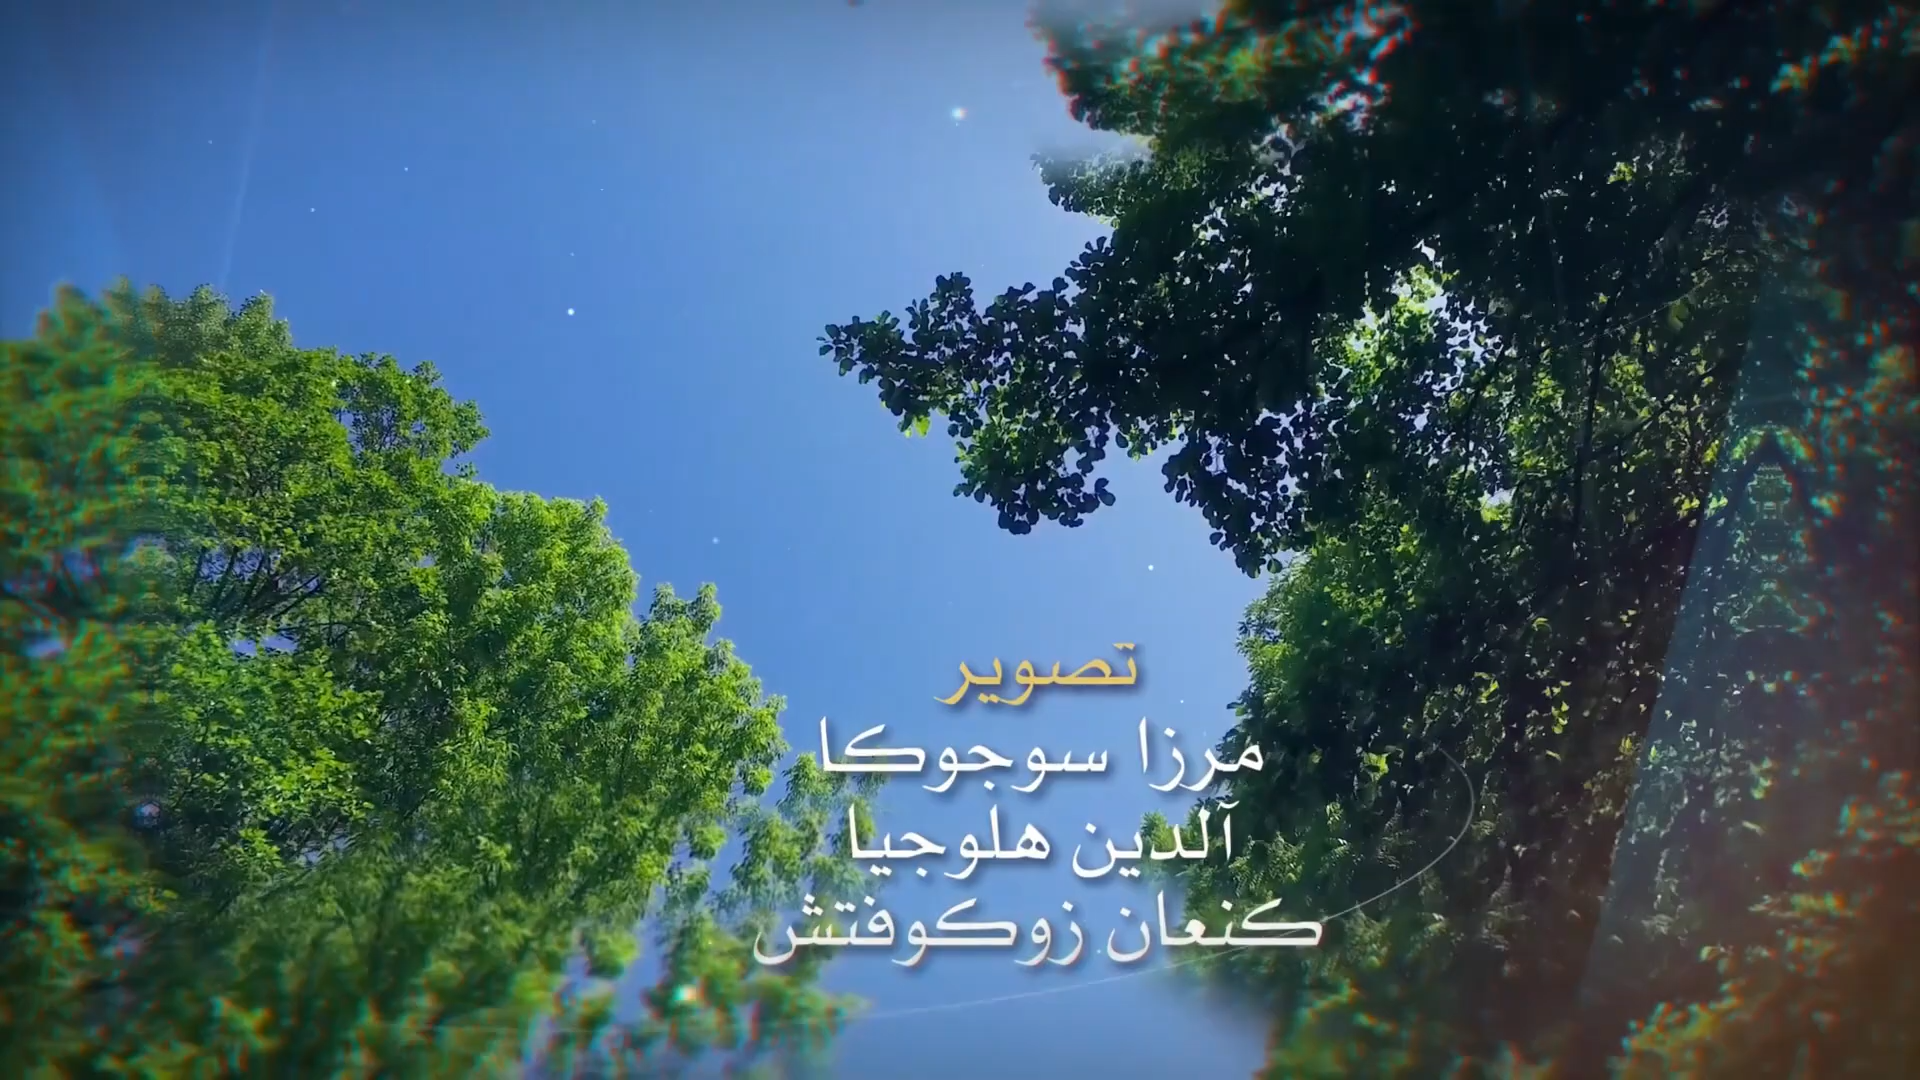 تصوير
مرزا سوجوكا
آلدين هلوجيا
كنعان زوكوفتش